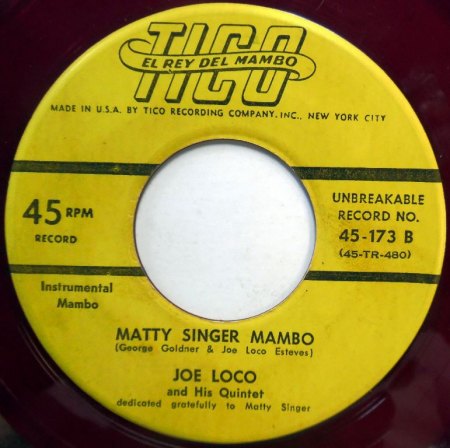 TICO
EL REY DEL MAMBO
MADE IN U.S.A. BY TICO RECORDING COMPANY, INC., NEW YORK CITY
45 RPM
RECORD
UNBREAKABLE
RECORD NO.
45-173 B
(45-TR-480)
Instrumental
Mambo
MATTY SINGER MAMBO
(George Goldner & Joe Loco Esteves)
JOE LOCO
and His Quintet
dedicated gratefully to Matty Singer